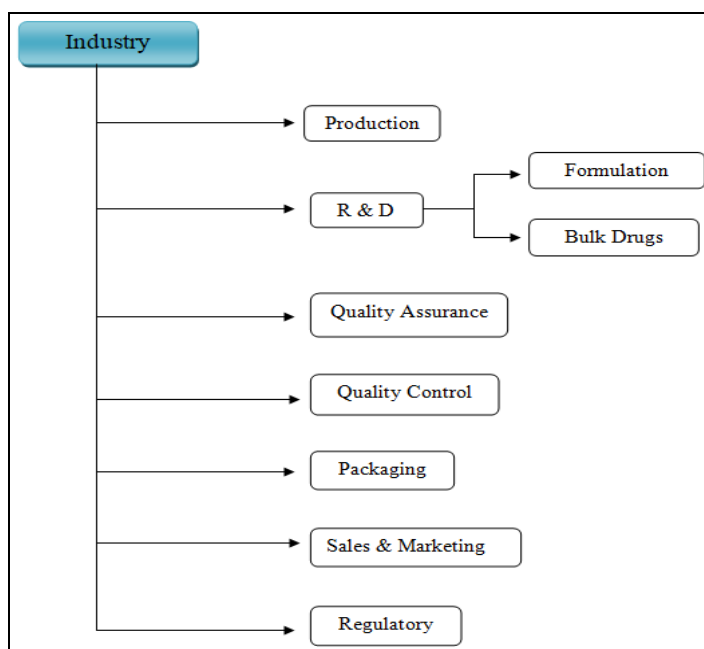 Industry
Production
R & D
Formulation
Bulk Drugs
Quality Assurance
Quality Control
Packaging
Sales & Marketing
Regulatory